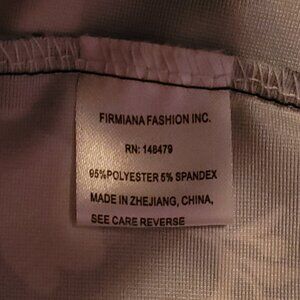 FIRMIANA FASHION INC.
RN: 148479
95%POLYESTER 5% SPANDEX
MADE IN ZHEJIANG, CHINA,
SEE CARE REVERSE